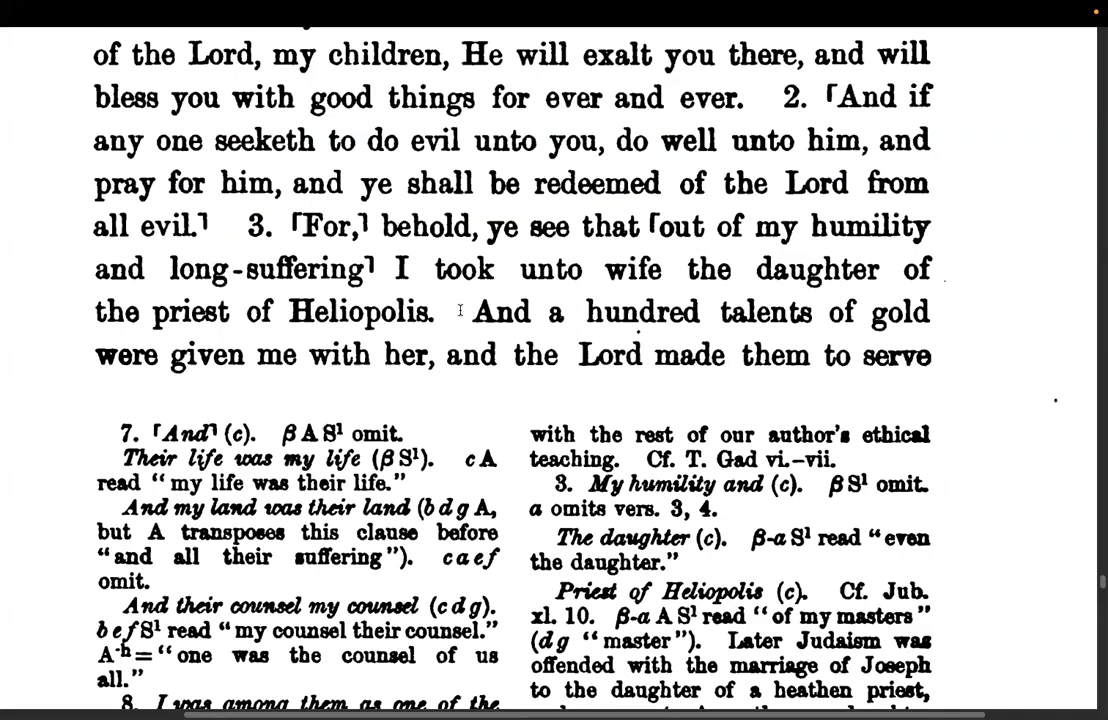 of the Lord, my children, He will exalt you there, and will
bless you with good things for ever and ever. 2. ⌜And if
any one seeketh to do evil unto you, do well unto him, and
pray for him, and ye shall be redeemed of the Lord from
all evil.⌝ 3. ⌜For,⌝ behold, ye see that ⌜out of my humility
and long-suffering⌝ I took unto wife the daughter of
the priest of Heliopolis. And a hundred talents of gold
were given me with her, and the Lord made them to serve
7. ⌜And⌝ (c). β A S¹ omit.
Their life was my life (β S¹). c A
read “my life was their life.”
And my land was their land (b d g A,
but A transposes this clause before
“and all their suffering”). c a e f
omit.
And their counsel my counsel (c d g).
b e f S¹ read “my counsel their counsel.”
A⁻ʰ = “one was the counsel of us
all.”
8. I was among them as one of the
with the rest of our author's ethical
teaching. Cf. T. Gad vi.–vii.
3. My humility and (c). β S¹ omit.
a omits vers. 3, 4.
The daughter (c). β-a S¹ read “even
the daughter.”
Priest of Heliopolis (c). Cf. Jub.
xl. 10. β-a A S¹ read “of my masters”
(d g “master”). Later Judaism was
offended with the marriage of Joseph
to the daughter of a heathen priest,